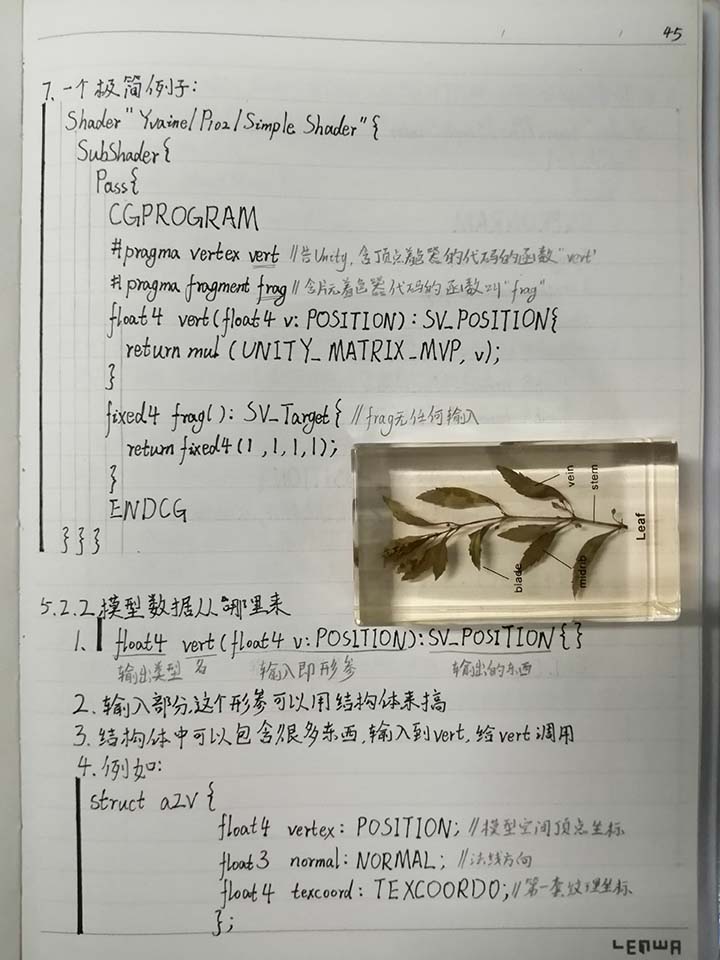 45
7.一个极简例子:
Shader "Yvaine/P102/Simple Shader"{
SubShader{
Pass{
CGPROGRAM
#pragma vertex vert //告Unity,含顶点着色器的代码的函数"vert"
#pragma fragment frag //含片元着色器代码的函数叫"frag"
float4 vert(float4 v: POSITION): SV_POSITION{
return mul (UNITY_MATRIX_MVP, v);
}
fixed4 frag(): SV_Target{ //frag无任何输入
return fixed4(1,1,1,1);
}
ENDCG
}}}
vein
stem
Leaf
blade
midrib
5.2.2.模型数据从哪里来
1. float4 vert(float4 v: POSITION): SV_POSITION{}
输出类型 名 输入即形参 输出的东西
2.输入部分,这个形参可以用结构体来搞
3.结构体中可以包含很多东西,输入到vert,给vert调用
4.例如:
struct a2v {
float4 vertex: POSITION; //模型空间顶点坐标
float3 normal: NORMAL; //法线方向
float4 texcoord: TEXCOORD0; //第一套纹理坐标
};
LENWA